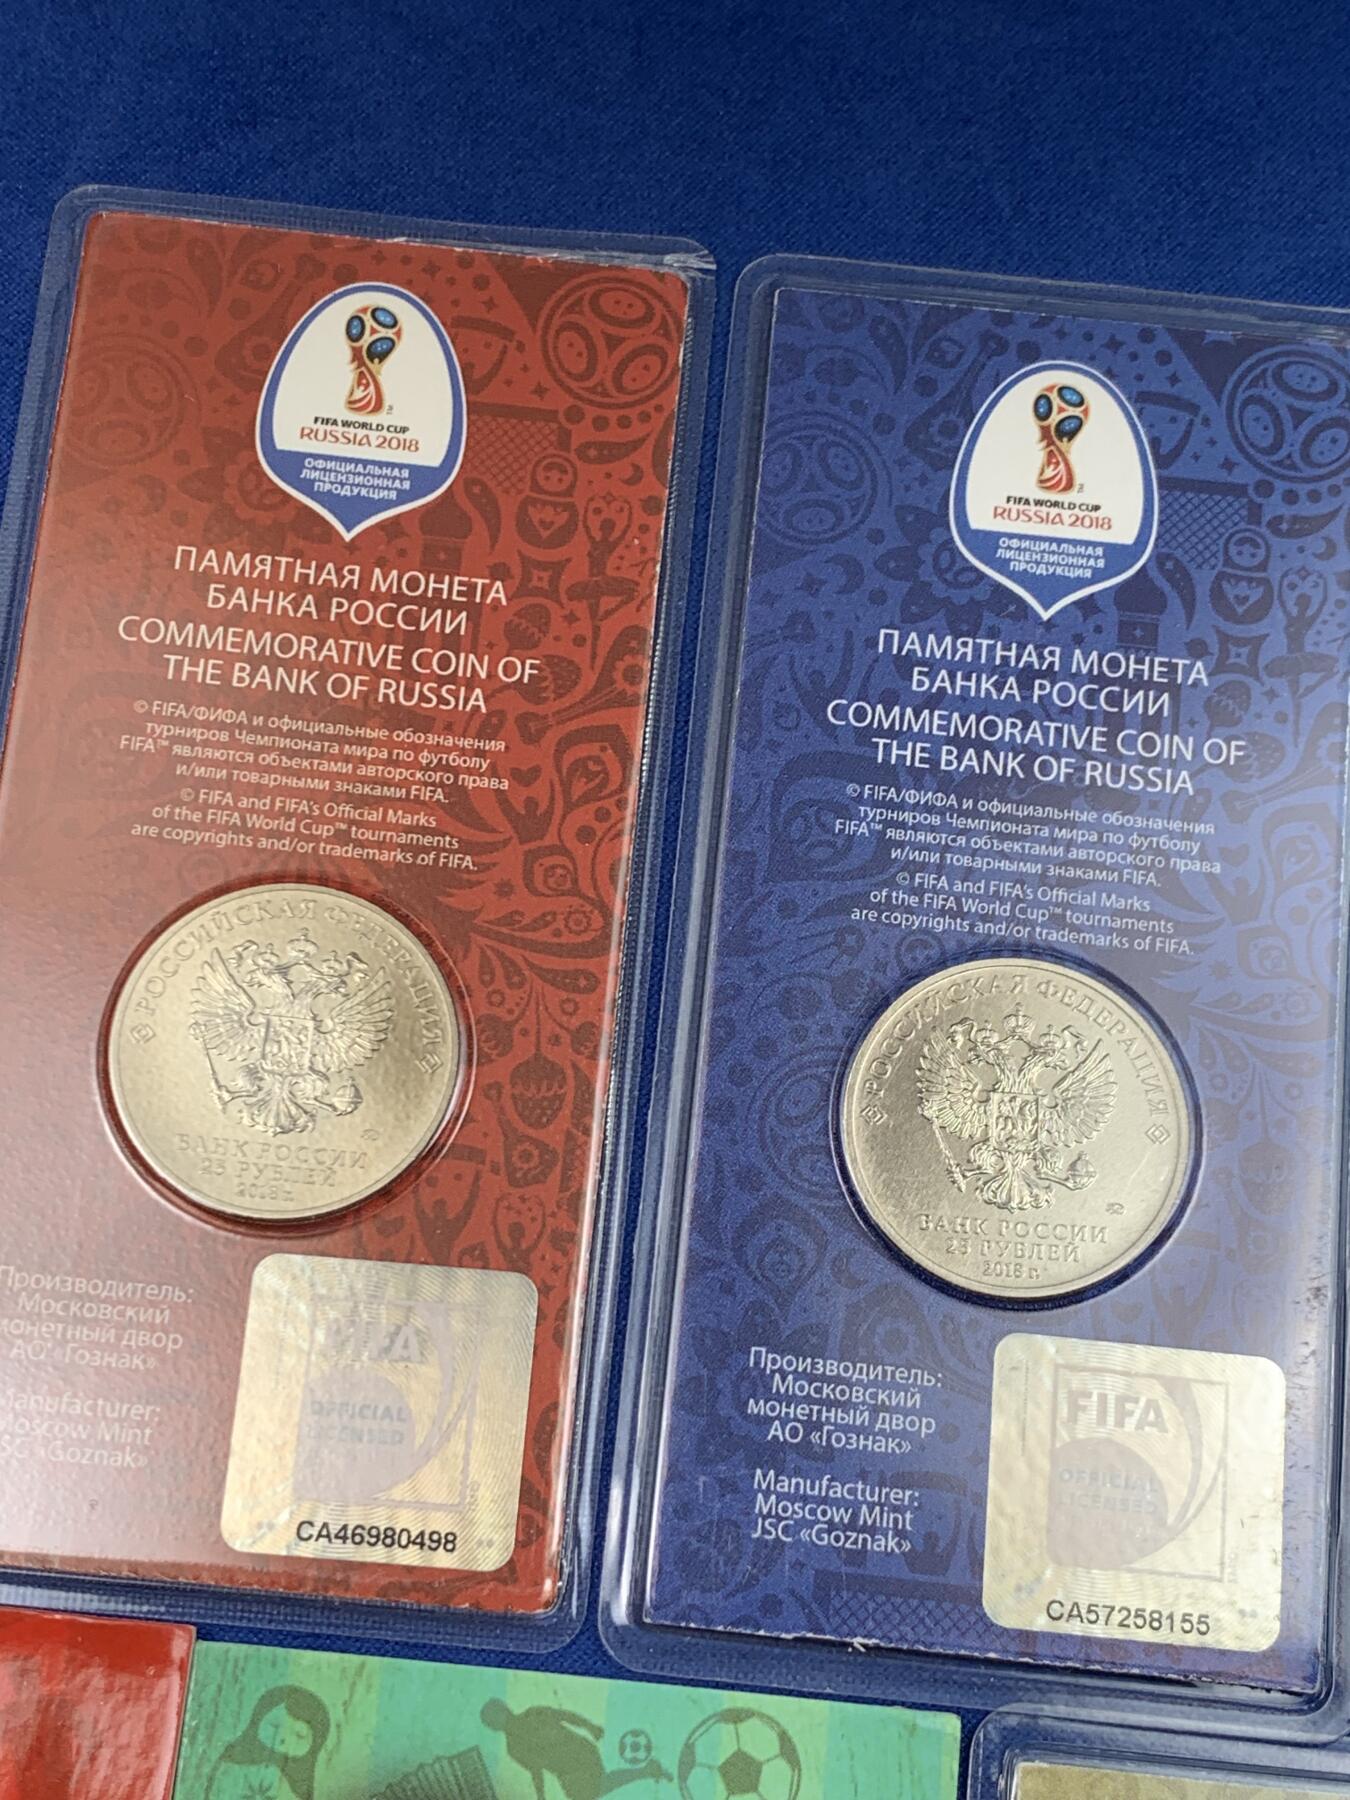 FIFA WORLD CUP
RUSSIA 2018
ОФИЦИАЛЬНАЯ
ЛИЦЕНЗИОННАЯ
ПРОДУКЦИЯ
ПАМЯТНАЯ МОНЕТА
БАНКА РОССИИ
COMMEMORATIVE COIN OF
THE BANK OF RUSSIA
© FIFA/ФИФА и официальные обозначения
турниров Чемпионата мира по футболу
FIFA™ являются объектами авторского права
и/или товарными знаками FIFA.
© FIFA and FIFA's Official Marks
of the FIFA World Cup™ tournaments
are copyrights and/or trademarks of FIFA.
РОССИЙСКАЯ ФЕДЕРАЦИЯ
БАНК РОССИИ
25 РУБЛЕЙ
2018 г.
Производитель:
Московский
монетный двор
АО «Гознак»
Manufacturer:
Moscow Mint
JSC «Goznak»
FIFA
OFFICIAL
LICENSED
CA46980498
FIFA WORLD CUP
RUSSIA 2018
ОФИЦИАЛЬНАЯ
ЛИЦЕНЗИОННАЯ
ПРОДУКЦИЯ
ПАМЯТНАЯ МОНЕТА
БАНКА РОССИИ
COMMEMORATIVE COIN OF
THE BANK OF RUSSIA
© FIFA/ФИФА и официальные обозначения
турниров Чемпионата мира по футболу
FIFA™ являются объектами авторского права
и/или товарными знаками FIFA.
© FIFA and FIFA's Official Marks
of the FIFA World Cup™ tournaments
are copyrights and/or trademarks of FIFA.
РОССИЙСКАЯ ФЕДЕРАЦИЯ
БАНК РОССИИ
25 РУБЛЕЙ
2018 г.
Производитель:
Московский
монетный двор
АО «Гознак»
Manufacturer:
Moscow Mint
JSC «Goznak»
FIFA
OFFICIAL
LICENSED
CA57258155